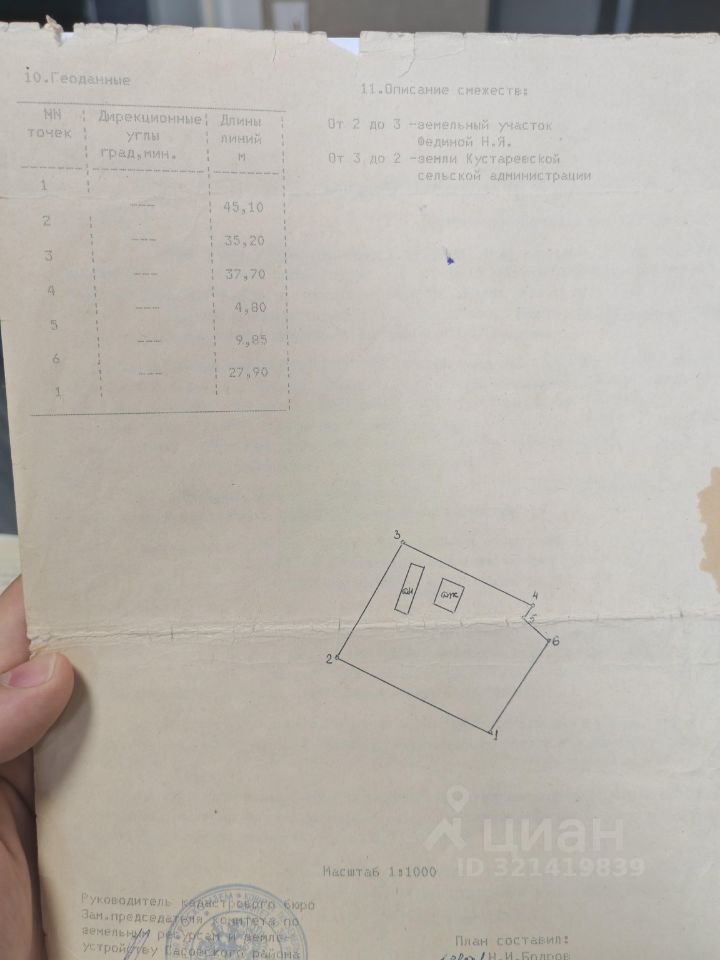 10.Геоданные
NN точек
Дирекционные углы град,мин.
Длины линий м
1
--- 45,10
2
--- 35,20
3
--- 37,70
4
--- 4,80
5
--- 9,85
6
--- 27,90
1
11.Описание смежеств:
От 2 до 3 -земельный участок
Фединой Н.Я.
От 3 до 2 -земли Кустаревской
сельской администрации
3
4
5
6
2
1
циан
ID 321419839
Масштаб 1:1000
Руководитель кадастрового бюро
Зам.председателя комитета по
земельным ресурсам и земле-
устройству Сасовского района
План составил:
Н.И.Бодров